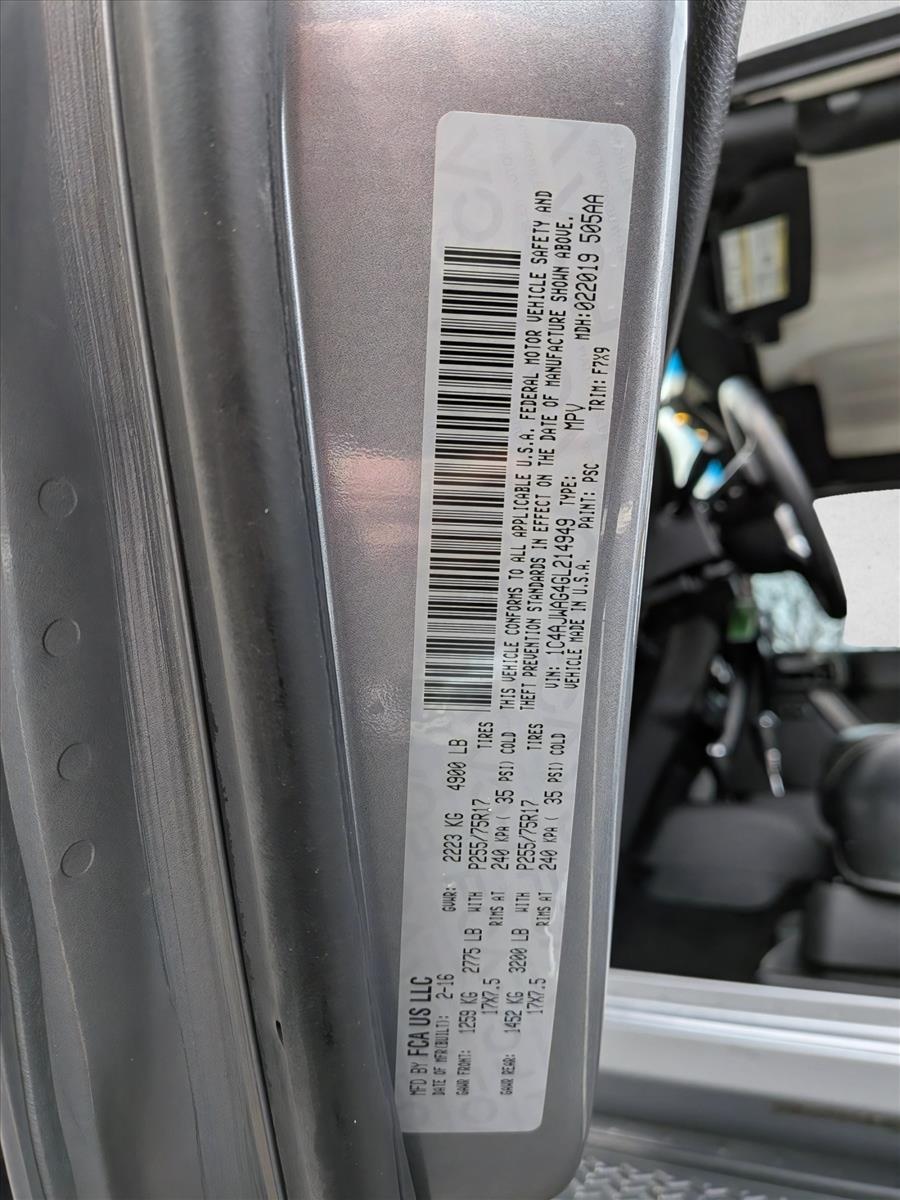 MFD BY FCA US LLC
DATE OF MFR(BUILT): 2-16 GVWR: 2223 KG 4900 LB
GAWR FRONT: 1259 KG 2775 LB WITH P255/75R17 TIRES
17X7.5 RIMS AT 240 KPA ( 35 PSI) COLD
GAWR REAR: 1452 KG 3200 LB WITH P255/75R17 TIRES
17X7.5 RIMS AT 240 KPA ( 35 PSI) COLD
THIS VEHICLE CONFORMS TO ALL APPLICABLE U.S.A. FEDERAL MOTOR VEHICLE SAFETY AND
THEFT PREVENTION STANDARDS IN EFFECT ON THE DATE OF MANUFACTURE SHOWN ABOVE.
VIN: 1C4AJWAG4GL214949 TYPE: MPV MDH:022019 505AA
VEHICLE MADE IN U.S.A. PAINT: PSC TRIM: F7X9